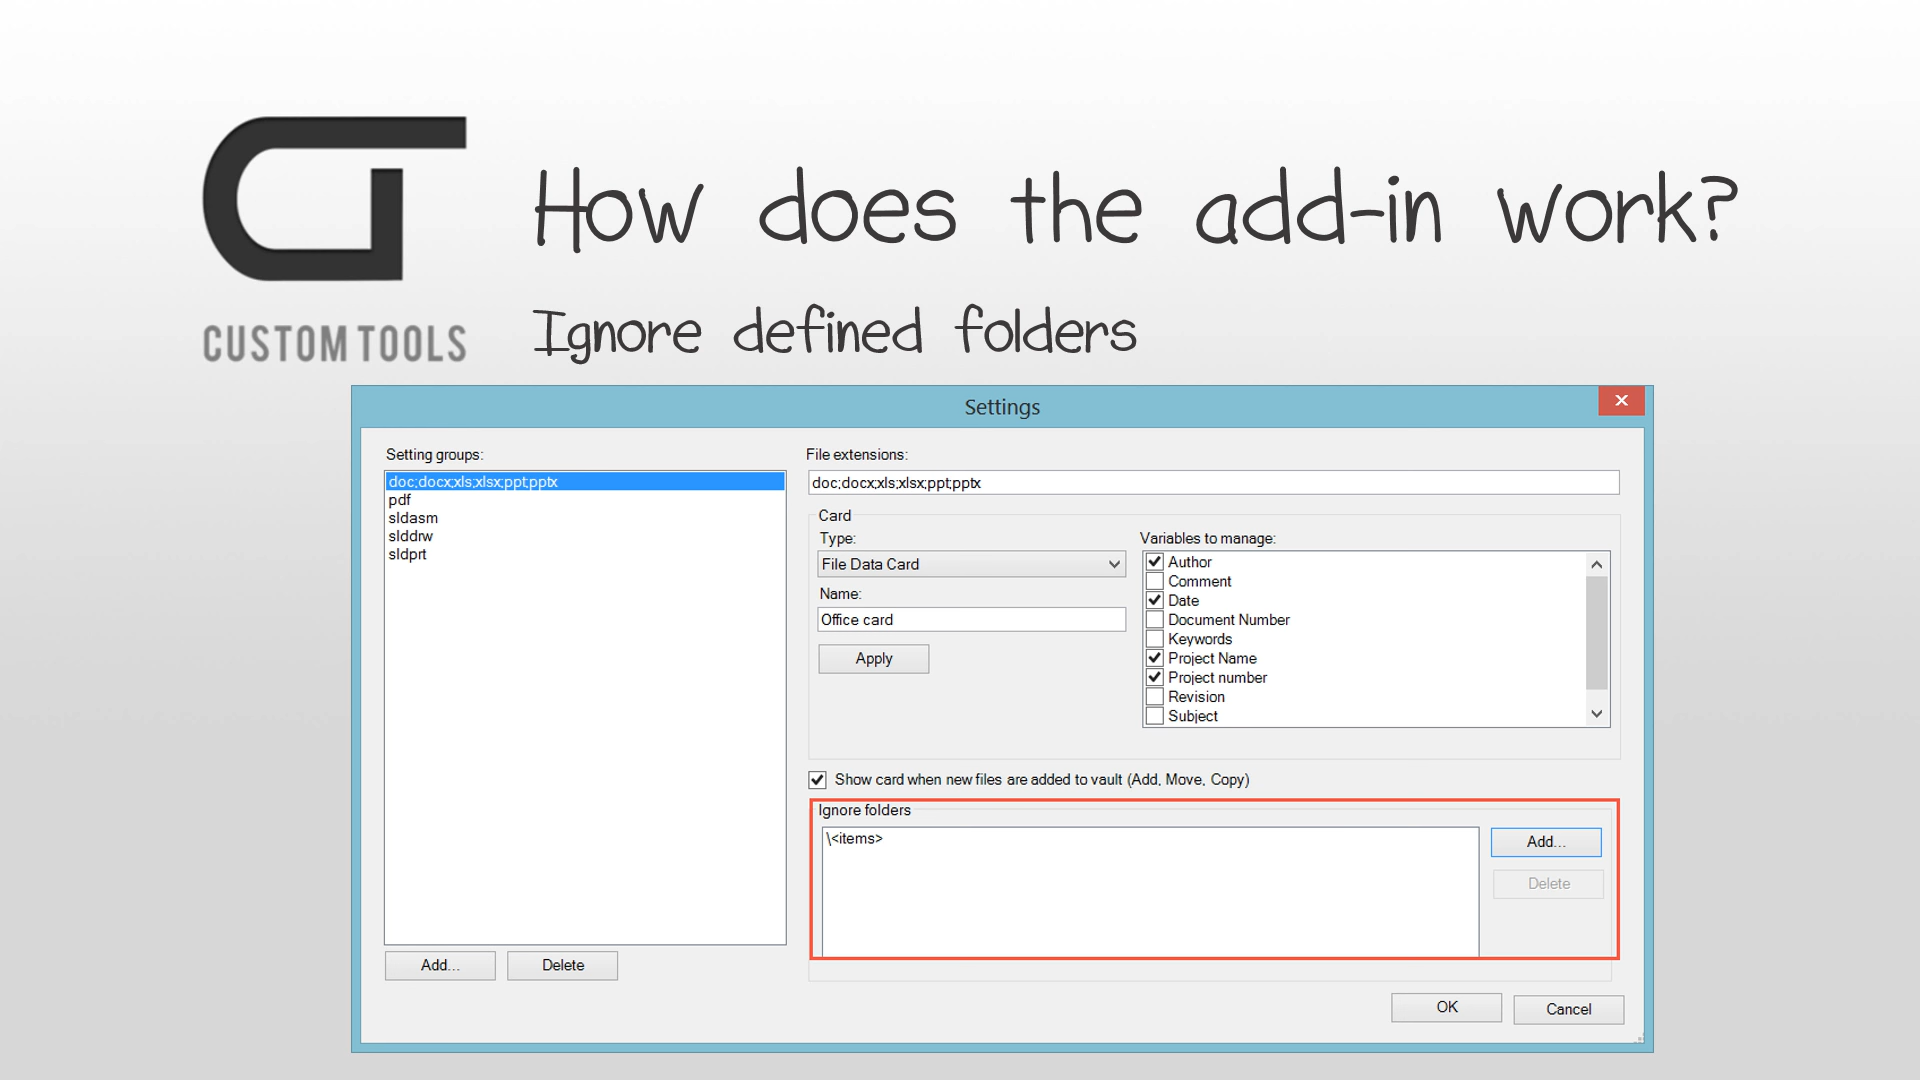 How does the add-in work?
CUSTOM TOOLS
Ignore defined folders
Settings
Setting groups:
doc;docx;xls;xlsx;ppt;pptx
pdf
sldasm
slddrw
sldprt
Add...
Delete
File extensions:
doc;docx;xls;xlsx;ppt;pptx
Card
Type:
File Data Card
Name:
Office card
Apply
Variables to manage:
Author
Comment
Date
Document Number
Keywords
Project Name
Project number
Revision
Subject
Show card when new files are added to vault (Add, Move, Copy)
Ignore folders
\<items>
Add...
Delete
OK
Cancel